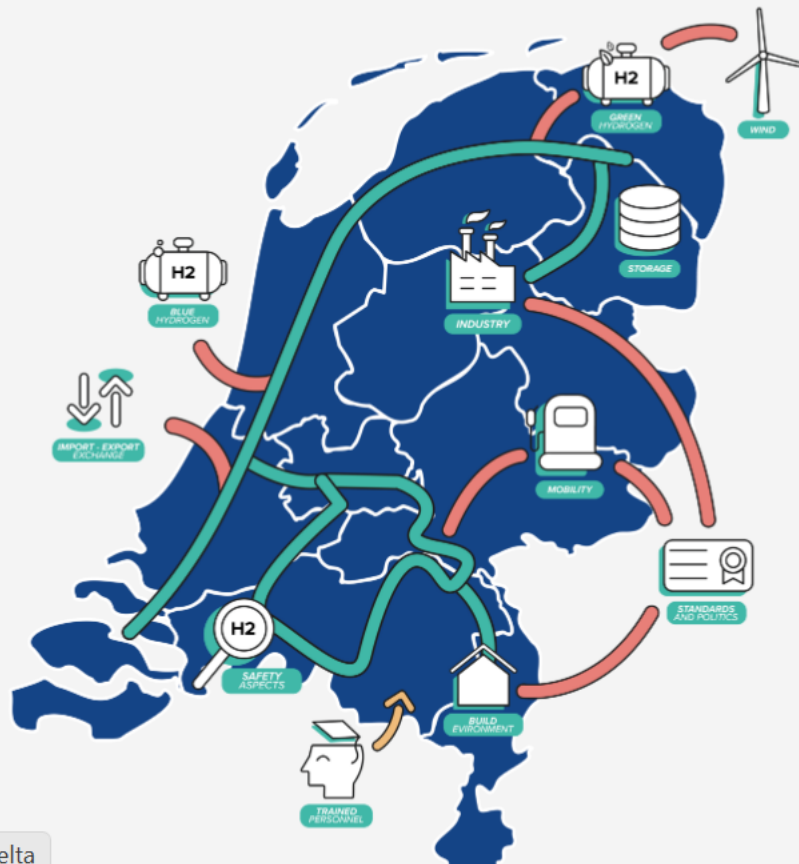 H2
GREEN
HYDROGEN
WIND
STORAGE
H2
BLUE
HYDROGEN
INDUSTRY
IMPORT - EXPORT
EXCHANGE
MOBILITY
STANDARDS
AND POLITICS
H2
SAFETY
ASPECTS
BUILD
EVIRONMENT
TRAINED
PERSONNEL
elta